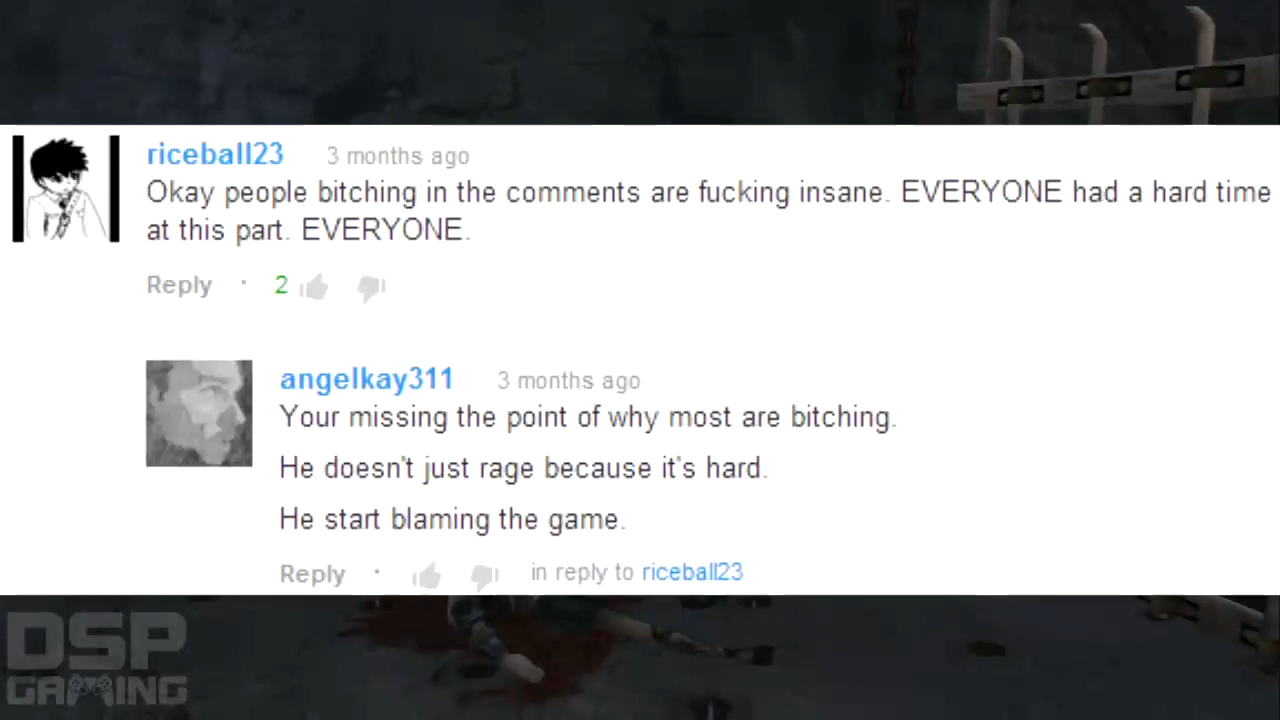 riceball23 3 months ago
Okay people bitching in the comments are fucking insane. EVERYONE had a hard time
at this part. EVERYONE.
Reply · 2
angelkay311 3 months ago
Your missing the point of why most are bitching.
He doesn't just rage because it's hard.
He start blaming the game.
Reply · in reply to riceball23
DSP
GAMING